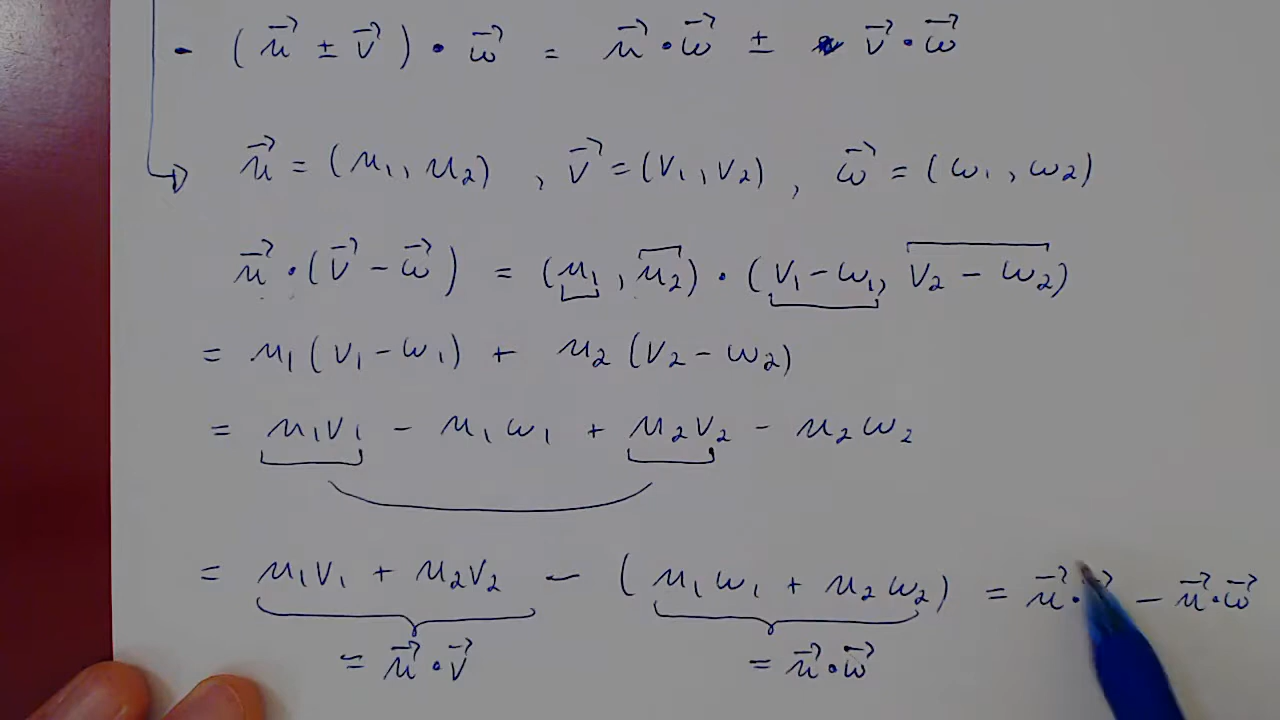 - (u⃗ ± v⃗) • w⃗ = u⃗ • w⃗ ± v⃗ • w⃗
u⃗ = (u₁, u₂), v⃗ = (v₁, v₂), w⃗ = (w₁, w₂)
u⃗ • (v⃗ - w⃗) = (u₁, u₂) • (v₁ - w₁, v₂ - w₂)
= u₁(v₁ - w₁) + u₂(v₂ - w₂)
= u₁v₁ - u₁w₁ + u₂v₂ - u₂w₂
= u₁v₁ + u₂v₂ - (u₁w₁ + u₂w₂) = u⃗ • - u⃗ • w⃗
= u⃗ • v⃗ = u⃗ • w⃗